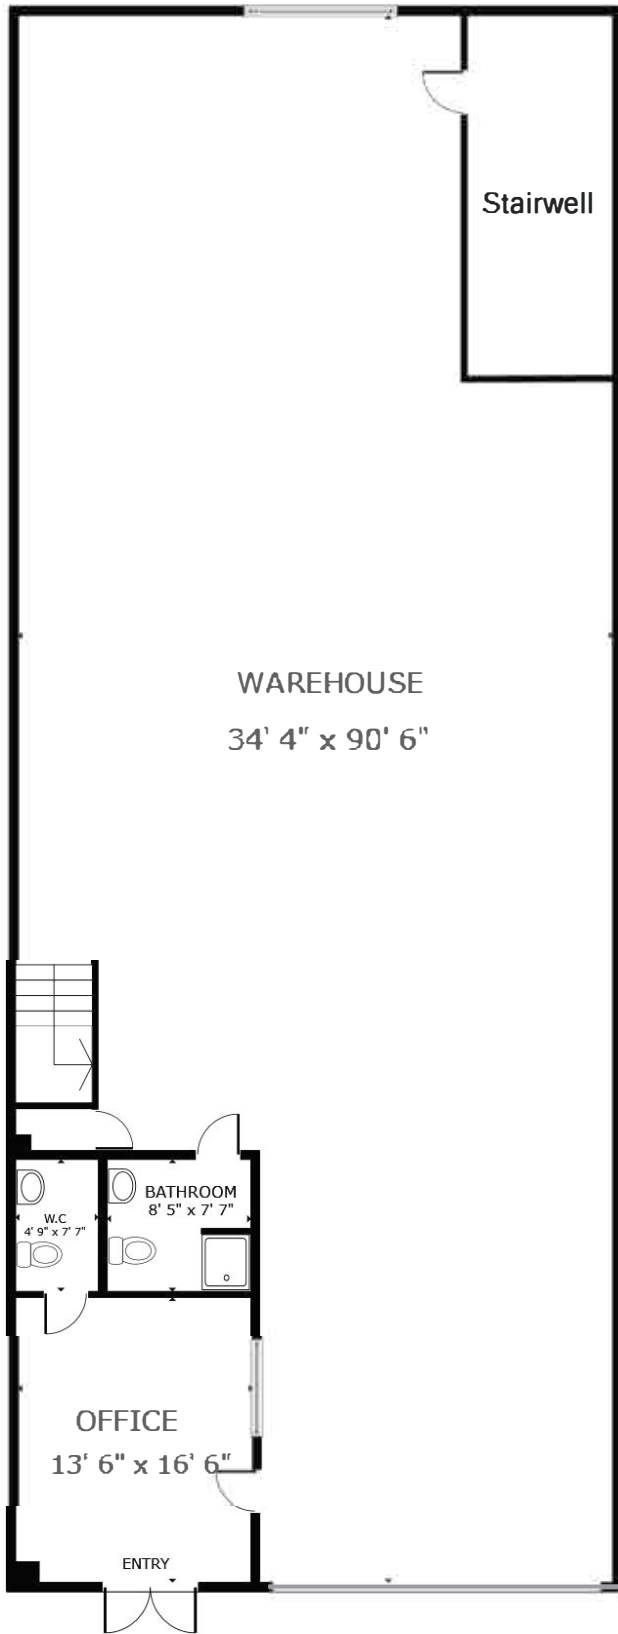 Stairwell
WAREHOUSE
34' 4" x 90' 6"
BATHROOM
8' 5" x 7' 7"
W.C
4' 9" x 7' 7"
OFFICE
13' 6" x 16' 6"
ENTRY